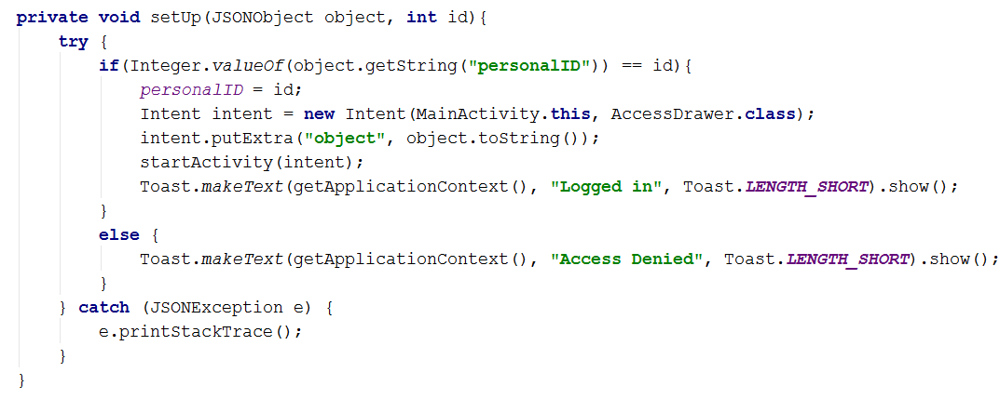 private void setUp(JSONObject object, int id){
    try {
        if(Integer.valueOf(object.getString("personalID")) == id){
            personalID = id;
            Intent intent = new Intent(MainActivity.this, AccessDrawer.class);
            intent.putExtra("object", object.toString());
            startActivity(intent);
            Toast.makeText(getApplicationContext(), "Logged in", Toast.LENGTH_SHORT).show();
        }
        else {
            Toast.makeText(getApplicationContext(), "Access Denied", Toast.LENGTH_SHORT).show();
        }
    } catch (JSONException e) {
        e.printStackTrace();
    }
}